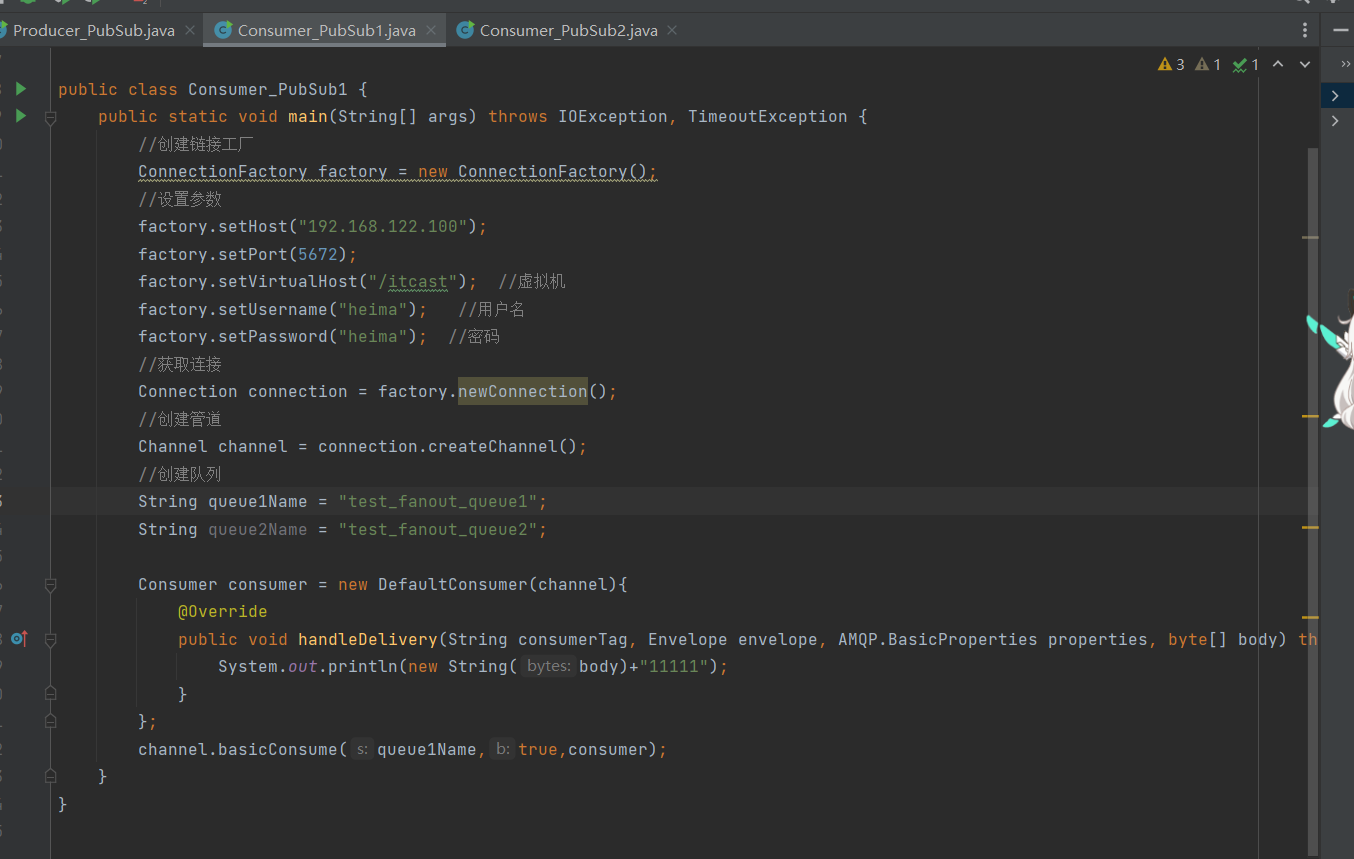 Producer_PubSub.java Consumer_PubSub1.java Consumer_PubSub2.java
3 1 1
public class Consumer_PubSub1 {
public static void main(String[] args) throws IOException, TimeoutException {
//创建链接工厂
ConnectionFactory factory = new ConnectionFactory();
//设置参数
factory.setHost("192.168.122.100");
factory.setPort(5672);
factory.setVirtualHost("/itcast"); //虚拟机
factory.setUsername("heima"); //用户名
factory.setPassword("heima"); //密码
//获取连接
Connection connection = factory.newConnection();
//创建管道
Channel channel = connection.createChannel();
//创建队列
String queue1Name = "test_fanout_queue1";
String queue2Name = "test_fanout_queue2";
Consumer consumer = new DefaultConsumer(channel){
@Override
public void handleDelivery(String consumerTag, Envelope envelope, AMQP.BasicProperties properties, byte[] body) th
System.out.println(new String( bytes: body)+"11111");
}
};
channel.basicConsume( s: queue1Name, b: true,consumer);
}
}